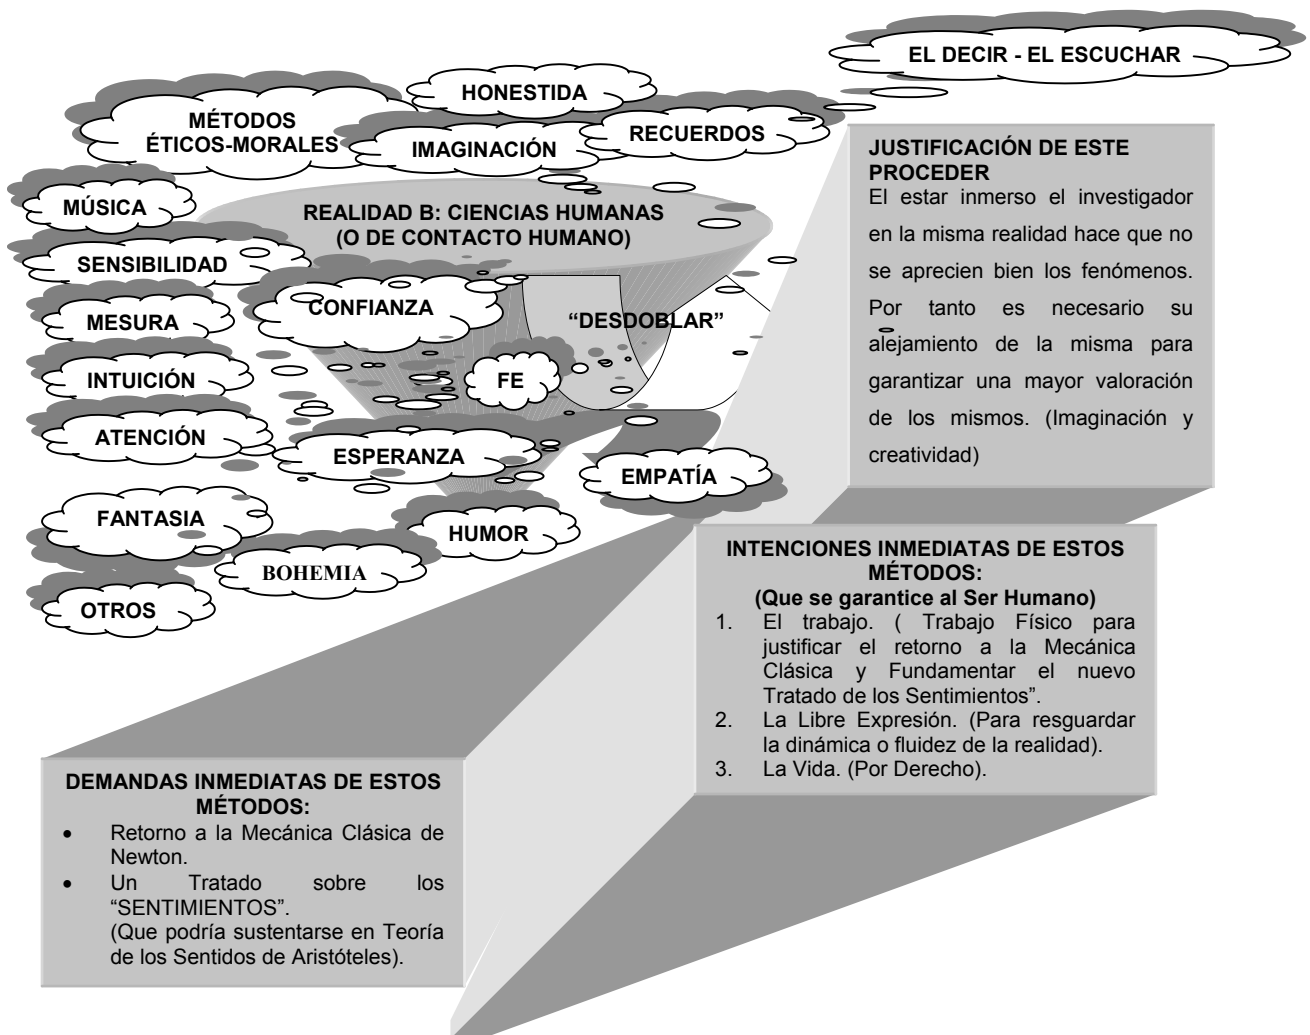 EL DECIR - EL ESCUCHAR
HONESTIDA
MÉTODOS
ÉTICOS-MORALES
IMAGINACIÓN
RECUERDOS
MÚSICA
REALIDAD B: CIENCIAS HUMANAS
(O DE CONTACTO HUMANO)
SENSIBILIDAD
CONFIANZA
MESURA
“DESDOBLAR”
INTUICIÓN
FE
ATENCIÓN
ESPERANZA
EMPATÍA
FANTASIA
HUMOR
BOHEMIA
OTROS
JUSTIFICACIÓN DE ESTE
PROCEDER
El estar inmerso el investigador
en la misma realidad hace que no
se aprecien bien los fenómenos.
Por tanto es necesario su
alejamiento de la misma para
garantizar una mayor valoración
de los mismos. (Imaginación y
creatividad)
INTENCIONES INMEDIATAS DE ESTOS
MÉTODOS:
(Que se garantice al Ser Humano)
1. El trabajo. ( Trabajo Físico para
justificar el retorno a la Mecánica
Clásica y Fundamentar el nuevo
Tratado de los Sentimientos”.
2. La Libre Expresión. (Para resguardar
la dinámica o fluidez de la realidad).
3. La Vida. (Por Derecho).
DEMANDAS INMEDIATAS DE ESTOS
MÉTODOS:
• Retorno a la Mecánica Clásica de
Newton.
• Un Tratado sobre los
“SENTIMIENTOS”.
(Que podría sustentarse en Teoría
de los Sentidos de Aristóteles).